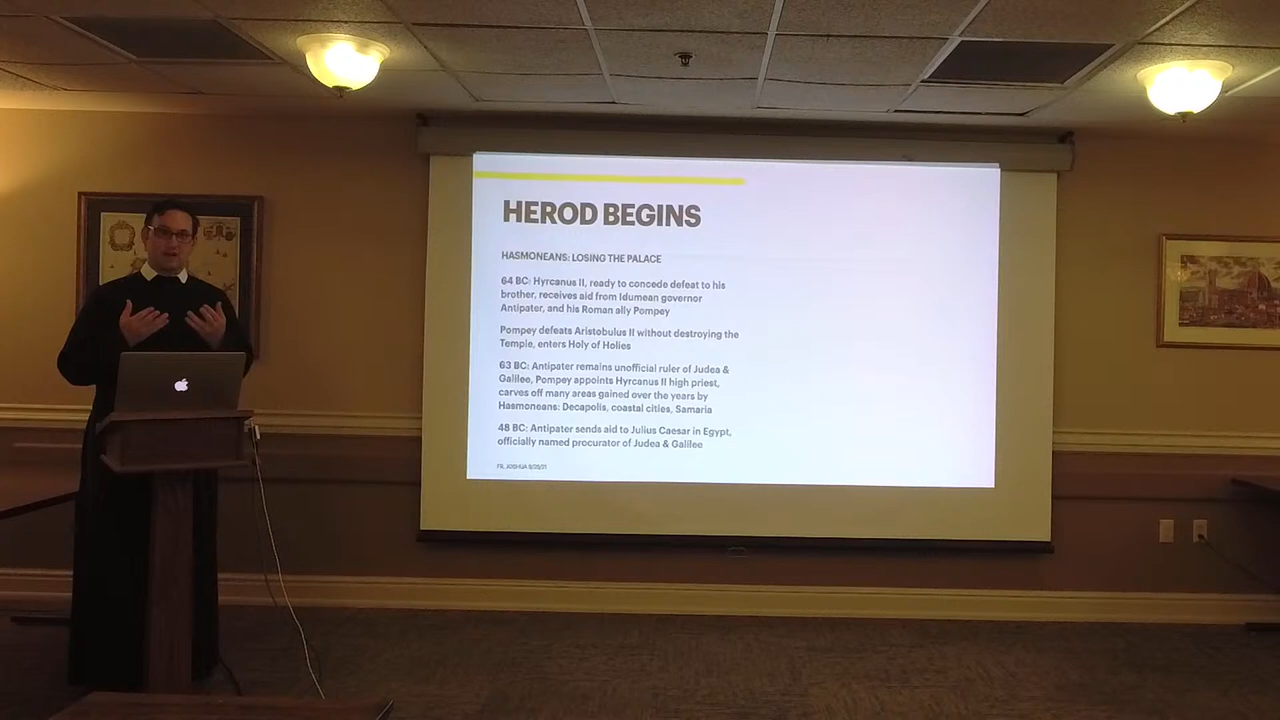 HEROD BEGINS
HASMONEANS: LOSING THE PALACE
64 BC: Hyrcanus II, ready to concede defeat to his
brother, receives aid from Idumean governor
Antipater, and his Roman ally Pompey
Pompey defeats Aristobulus II without destroying the
Temple, enters Holy of Holies
63 BC: Antipater remains unofficial ruler of Judea &
Galilee, Pompey appoints Hyrcanus II high priest,
carves off many areas gained over the years by
Hasmoneans: Decapolis, coastal cities, Samaria
48 BC: Antipater sends aid to Julius Caesar in Egypt,
officially named procurator of Judea & Galilee
FR.